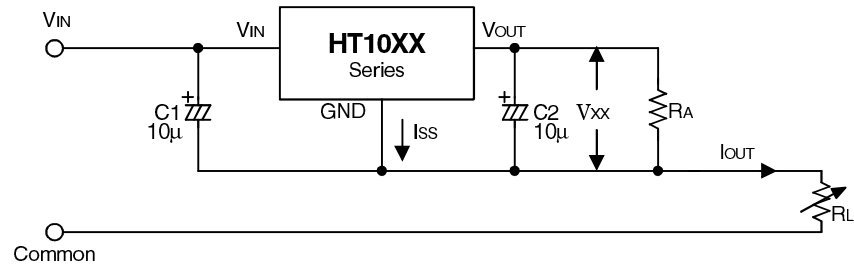 VIN
VIN
HT10XX
Series
VOUT
GND
C1
10μ
ISS
C2
10μ
VXX
RA
IOUT
RL
Common